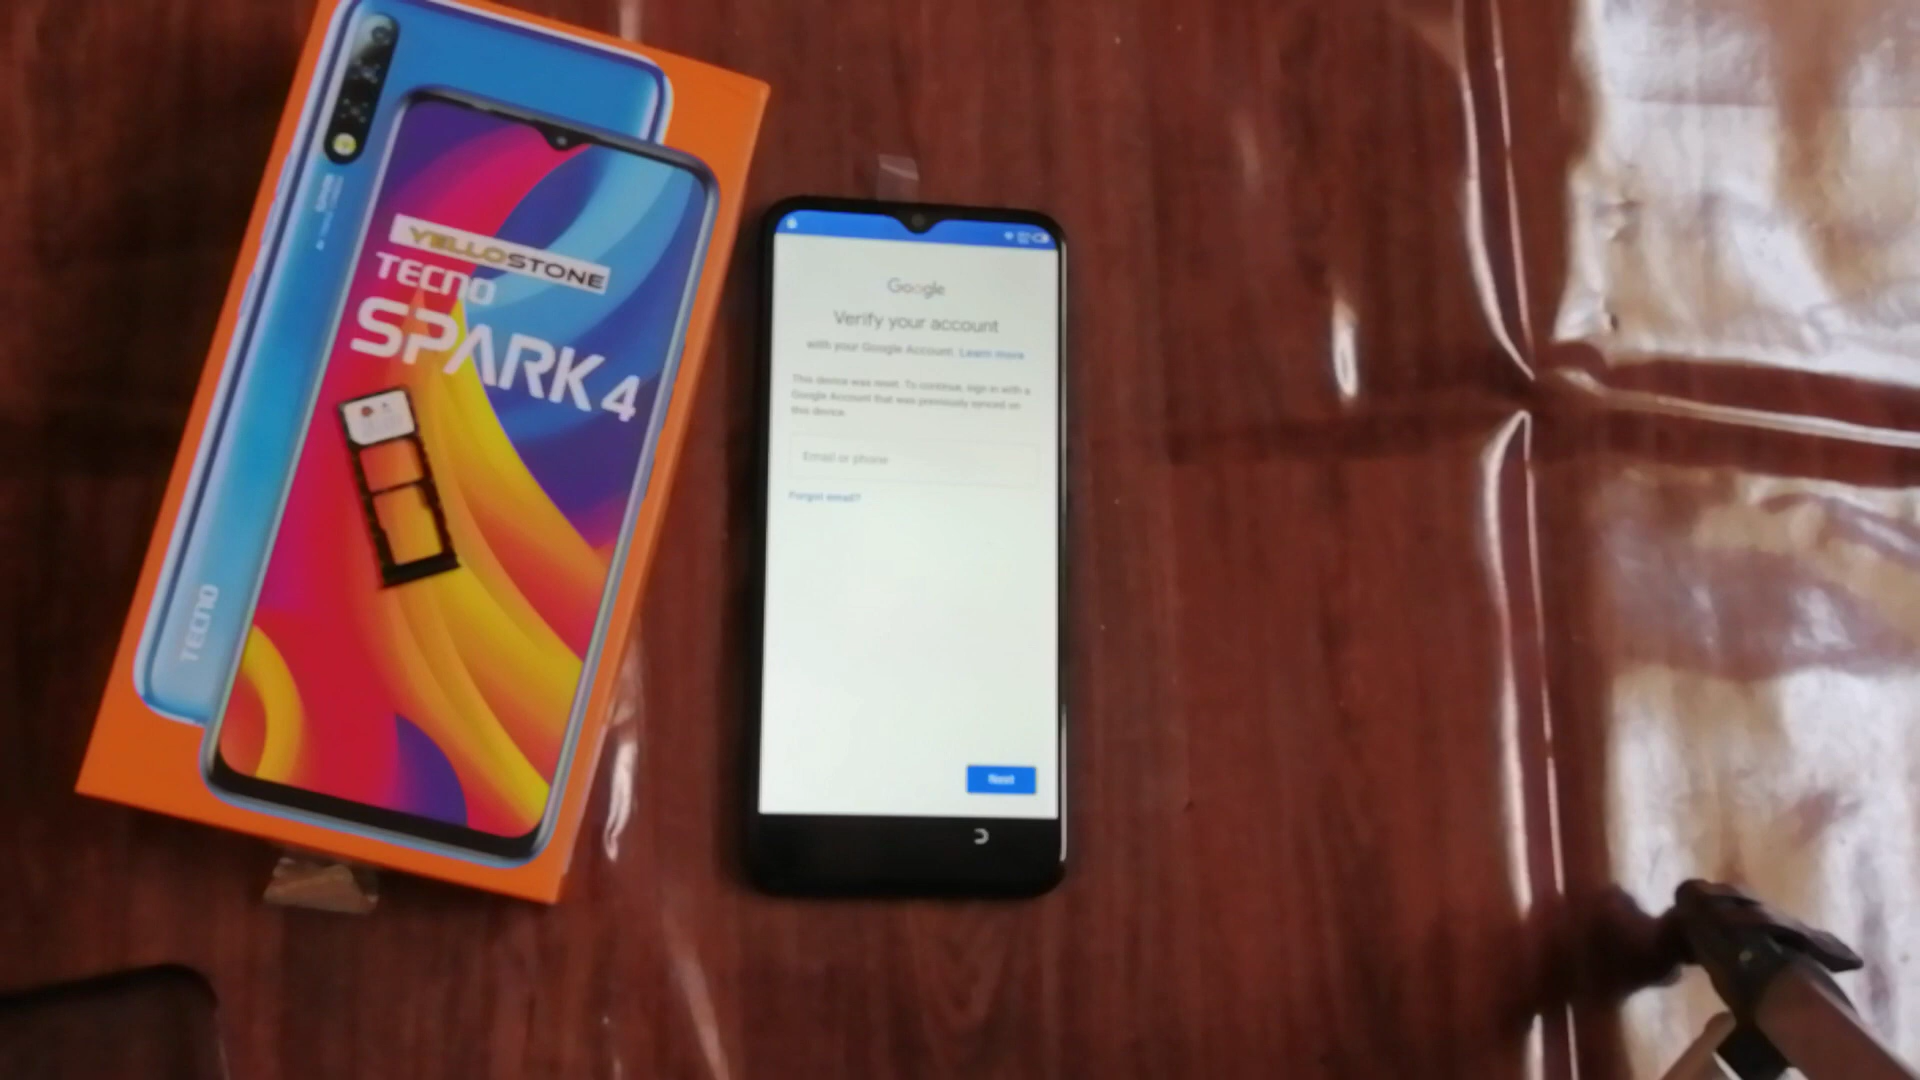 YELLOSTONE
TECNO
SPARK 4
TECNO
Google
Verify your account
with your Google Account. Learn more
This device was reset. To continue, sign in with a
Google Account that was previously synced on
this device.
Email or phone
Forgot email?
Next